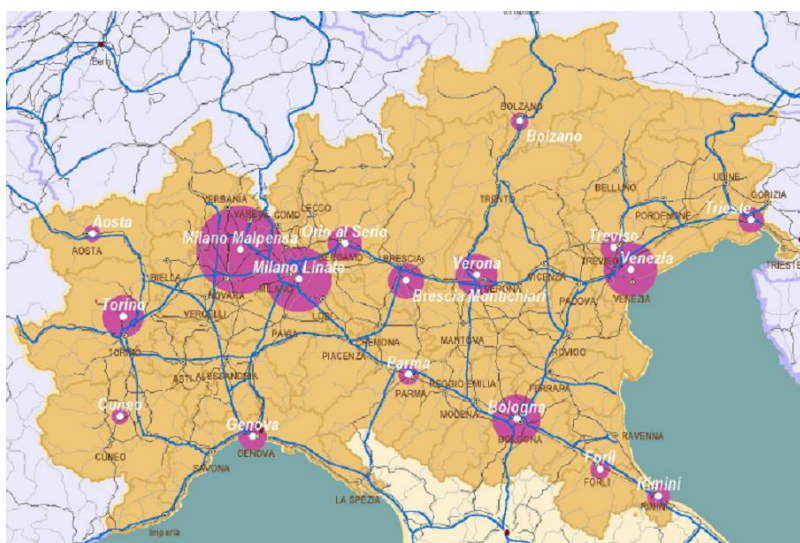 Innsbruck
Bern
BOLZANO
Bolzano
VERBANIA
VARESE
COMO
LECCO
TRENTO
BELLUNO
UDINE
GORIZIA
PORDENONE
Trieste
TRIESTE
Aosta
AOSTA
Milano Malpensa
Orio al Serio
BERGAMO
Treviso
TREVISO
Venezia
VENEZIA
BIELLA
Milano Linate
MILANO
BRESCIA
Brescia Montichiari
Verona
VERONA
VICENZA
PADOVA
NOVARA
VERCELLI
LODI
Torino
TORINO
PAVIA
CREMONA
MANTOVA
ROVIGO
PIACENZA
ASTI
ALESSANDRIA
Parma
PARMA
REGGIO EMILIA
MODENA
FERRARA
Cuneo
CUNEO
Genova
GENOVA
Bologna
BOLOGNA
RAVENNA
SAVONA
LA SPEZIA
Forlì
FORLI
Rimini
RIMINI
Imperia